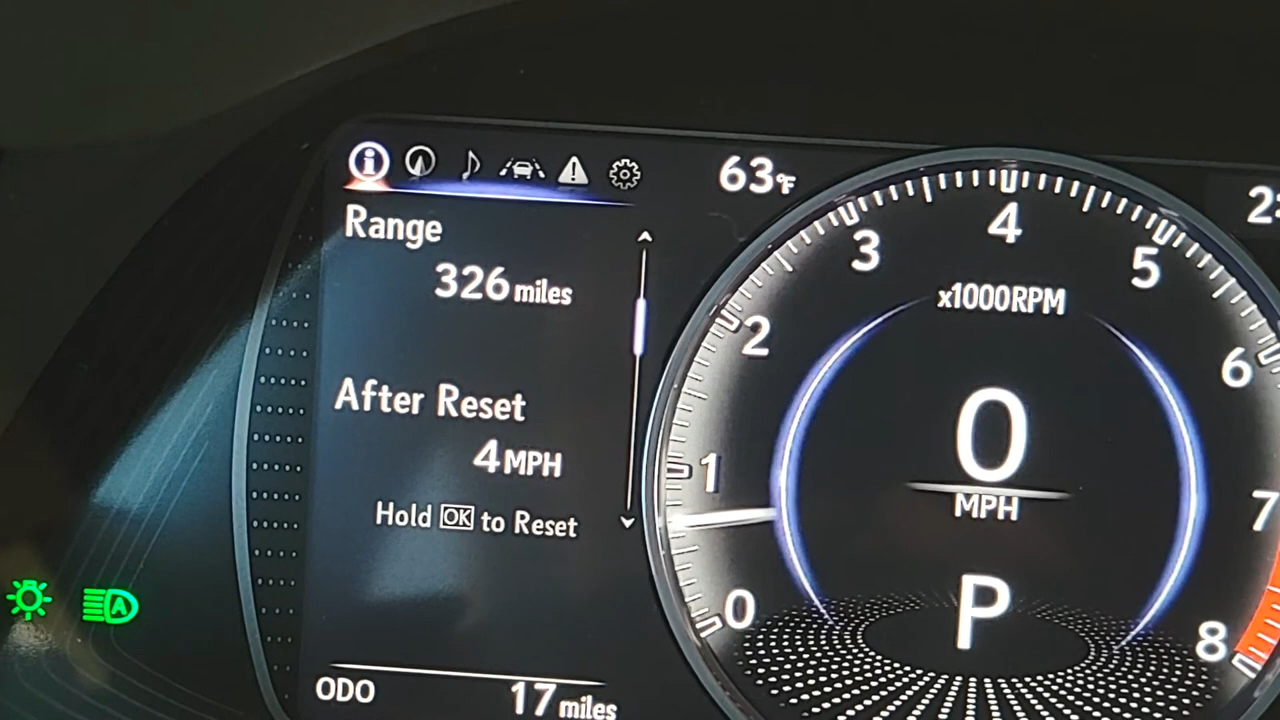 63°F
2:
Range
326 miles
After Reset
4 MPH
Hold OK to Reset
ODO 17 miles
0
1
2
3
4
5
6
7
8
x1000RPM
0
MPH
P
A